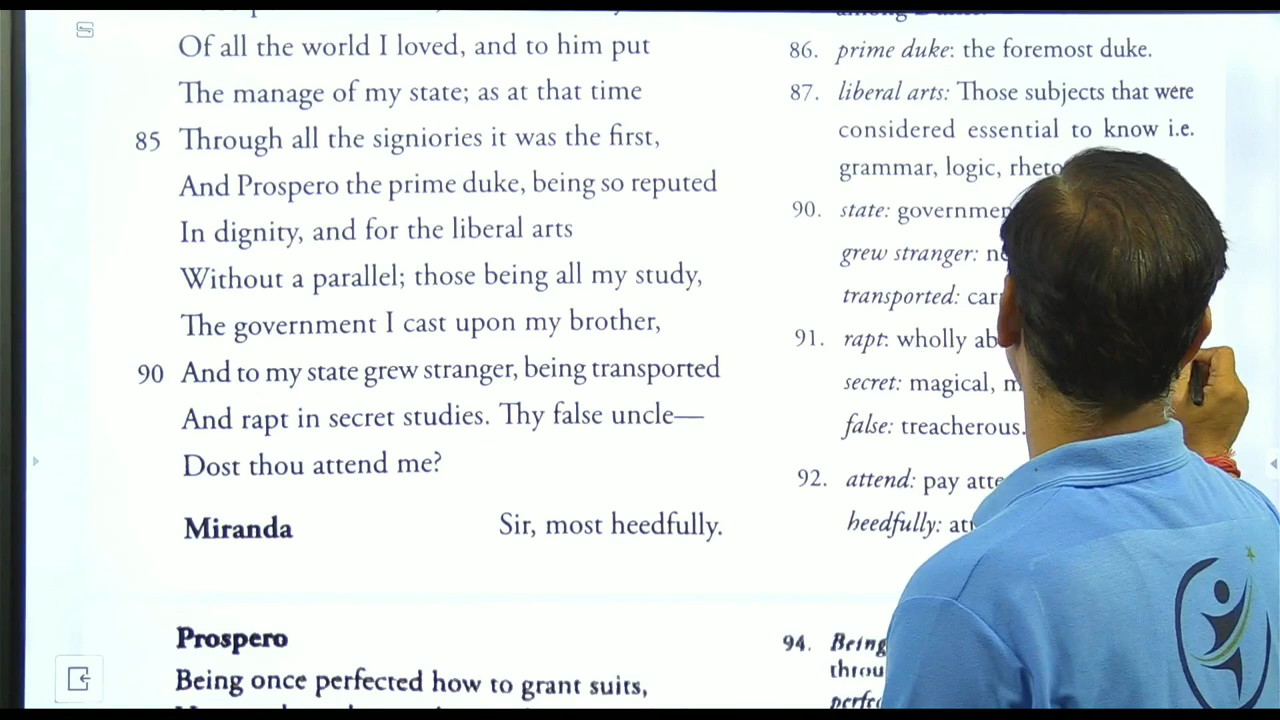 Of all the world I loved, and to him put
The manage of my state; as at that time
85 Through all the signiories it was the first,
And Prospero the prime duke, being so reputed
In dignity, and for the liberal arts
Without a parallel; those being all my study,
The government I cast upon my brother,
90 And to my state grew stranger, being transported
And rapt in secret studies. Thy false uncle—
Dost thou attend me?
Miranda Sir, most heedfully.
Prospero
Being once perfected how to grant suits,
86. prime duke: the foremost duke.
87. liberal arts: Those subjects that were
considered essential to know i.e.
grammar, logic,
90. state:
grew stranger:
transported:
91. rapt: wholly
secret: magical,
false: treacherous.
92. attend: pay
heedfully:
94. Being